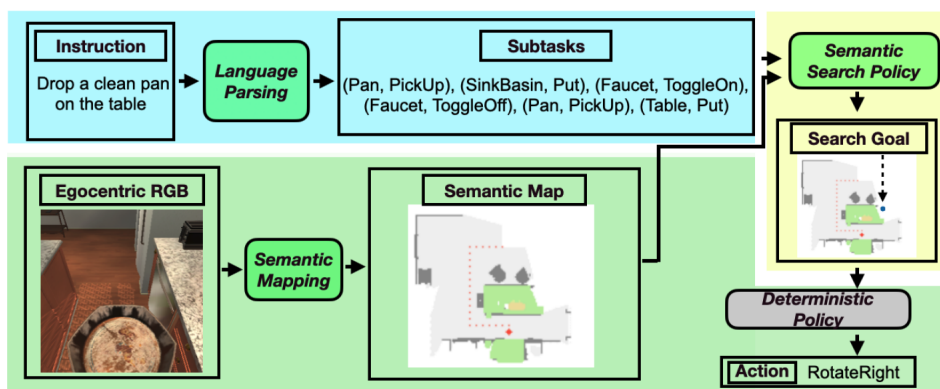 Instruction
Drop a clean pan
on the table
Language
Parsing
Subtasks
(Pan, PickUp), (SinkBasin, Put), (Faucet, ToggleOn),
(Faucet, ToggleOff), (Pan, PickUp), (Table, Put)
Semantic
Search Policy
Search Goal
Egocentric RGB
Semantic
Mapping
Semantic Map
Deterministic
Policy
Action RotateRight